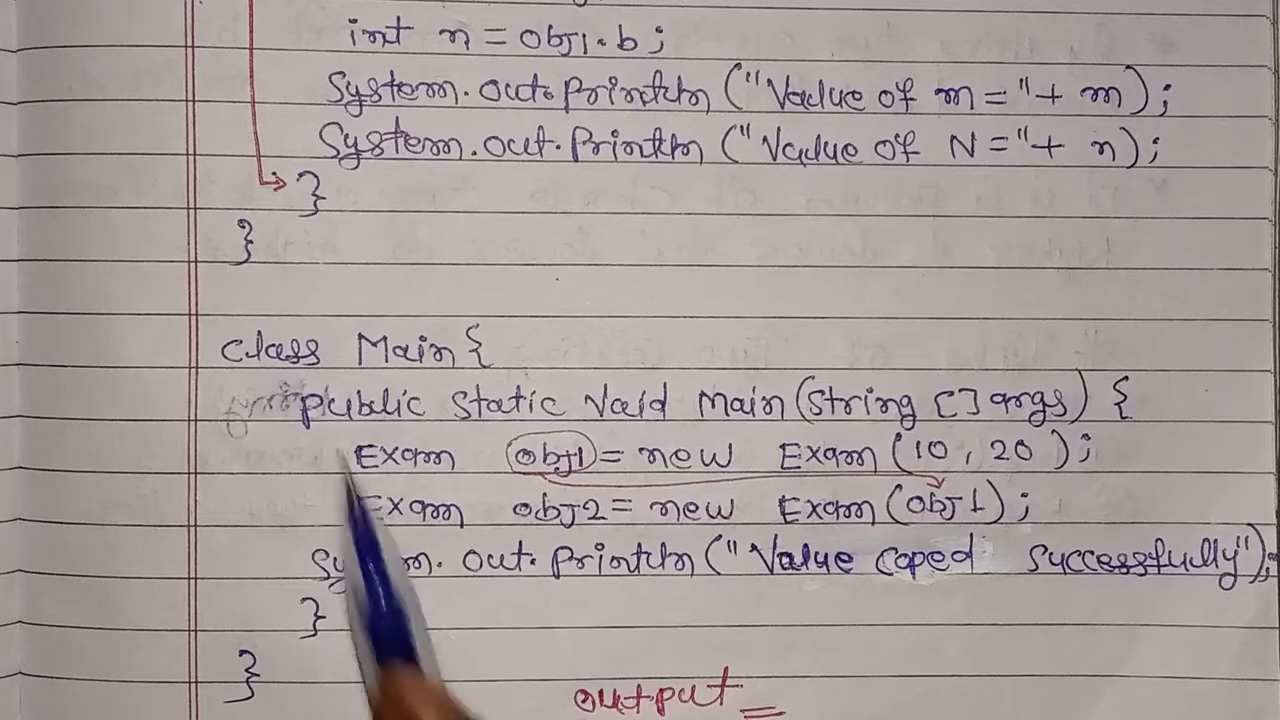 int n = obj1.b;
System.out.Println ("Value of m = "+ m);
System.out.Println ("Value of N = "+ n);
}
}
class Main {
public static void main (String [] args) {
Exam obj1 = new Exam (10, 20);
Exam obj2 = new Exam (obj1);
System.out.Println ("Value coped successfully");
}
}
output =